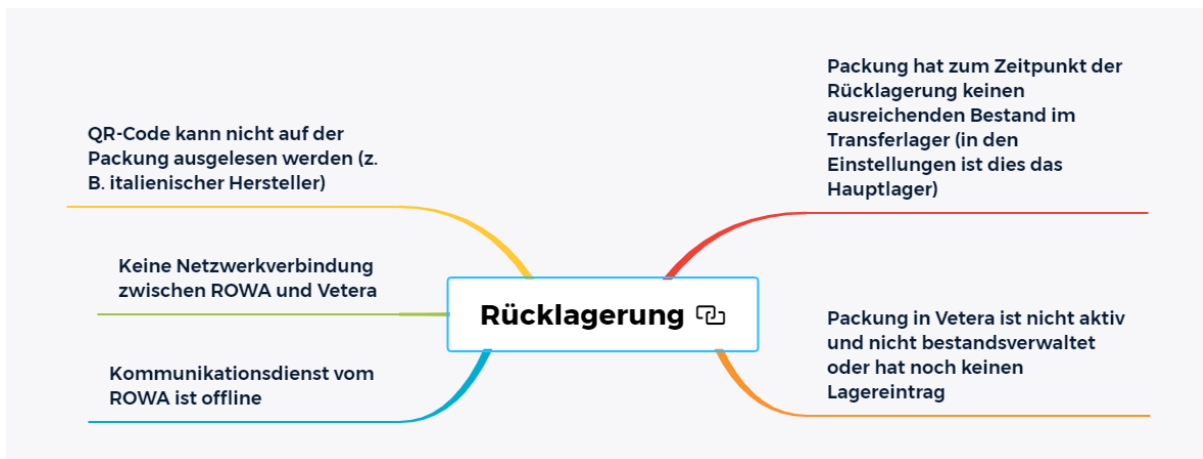 QR-Code kann nicht auf der
Packung ausgelesen werden (z.
B. italienischer Hersteller)
Keine Netzwerkverbindung
zwischen ROWA und Vetera
Kommunikationsdienst vom
ROWA ist offline
Rücklagerung
Packung hat zum Zeitpunkt der
Rücklagerung keinen
ausreichenden Bestand im
Transferlager (in den
Einstellungen ist dies das
Hauptlager)
Packung in Vetera ist nicht aktiv
und nicht bestandsverwaltet
oder hat noch keinen
Lagereintrag